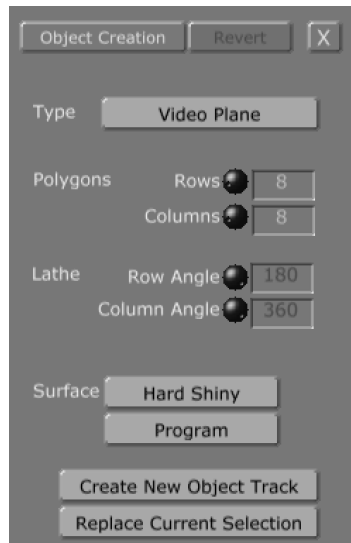 Object Creation Revert X
Type Video Plane
Polygons Rows 8
Columns 8
Lathe Row Angle 180
Column Angle 360
Surface Hard Shiny
Program
Create New Object Track
Replace Current Selection